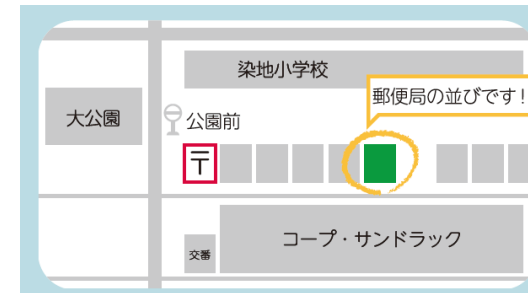 染地小学校
郵便局の並びです!
大公園
公園前
〒
コープ・サンドラック
交番